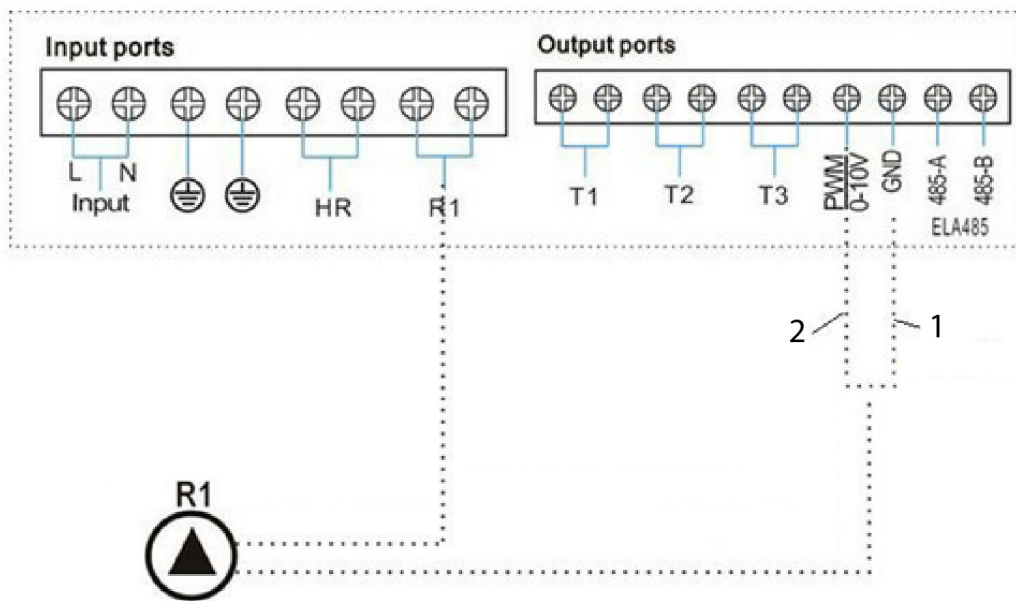 Input ports
L N
Input
HR
R1
Output ports
T1
T2
T3
PWM
0-10V
GND
485-A
485-B
ELA485
2
1
R1